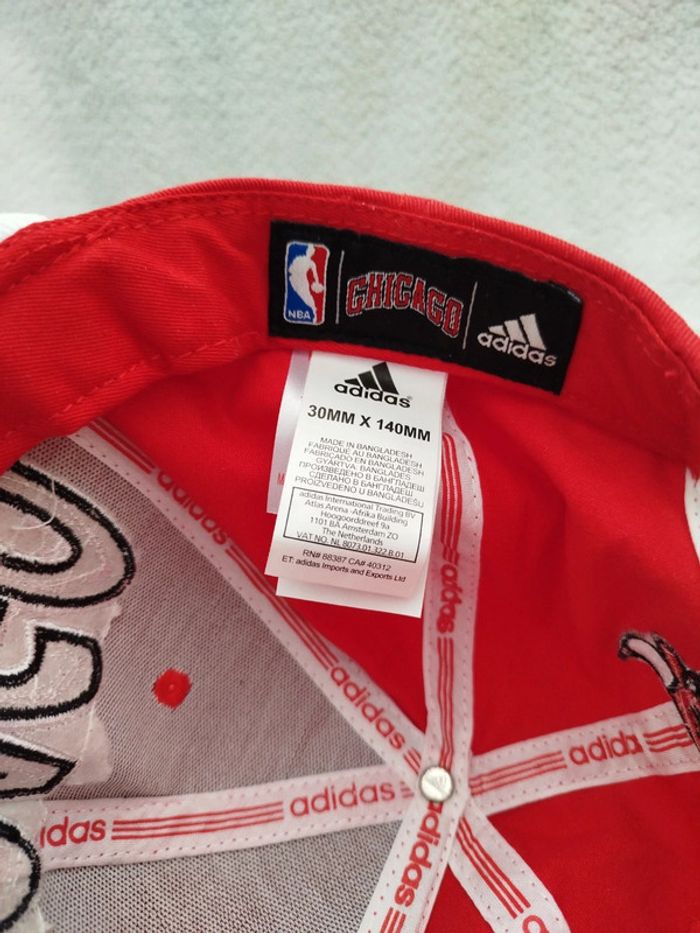 NBA
CHICAGO
adidas
adidas
30MM X 140MM
MADE IN BANGLADESH
FABRIQUE AU BANGLADESH
FABRICADO EN BANGLADESH
GYÁRTVA: BANGLADES
ПРОИЗВЕДЕНО В БАНГЛАДЕШ
СДЕЛАНО В БАНГЛАДЕШ
PROIZVEDENO U BANGLADEŠU
adidas International Trading BV
Atlas Arena -Afrika Building
Hoogoorddreef 9a
1101 BA Amsterdam ZO
The Netherlands
VAT NO. NL 8073.01.322.B.01
RN# 88387 CA# 40312
ET: adidas Imports and Exports Ltd
adidas
adidas
adidas
adidas
adidas
idas
adidas